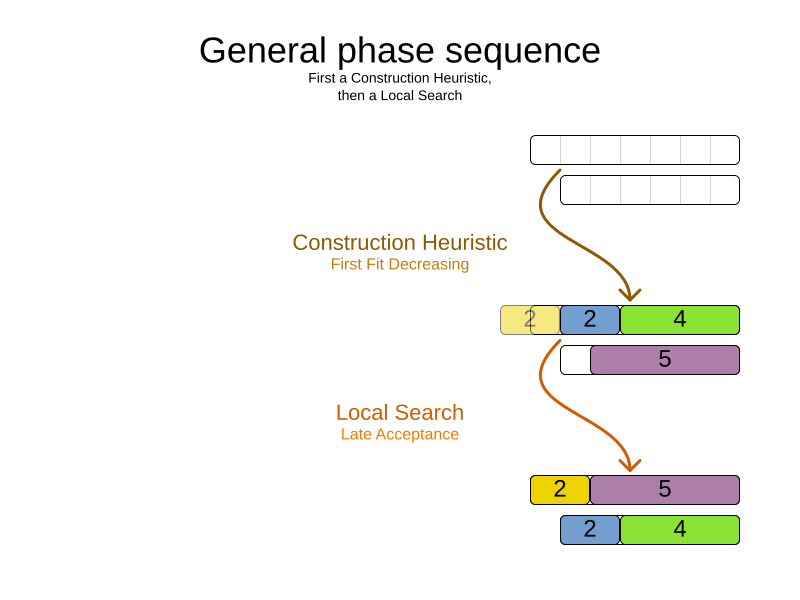 General phase sequence
First a Construction Heuristic,
then a Local Search
Construction Heuristic
First Fit Decreasing
2 2 4
5
Local Search
Late Acceptance
2 5
2 4